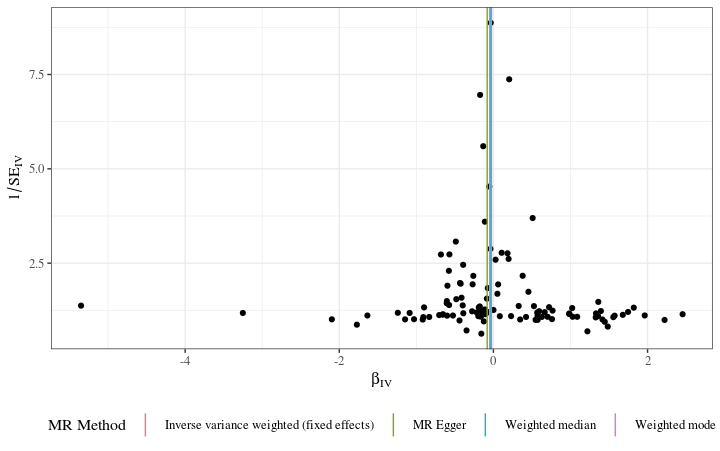 7.5
5.0
2.5
1/SE_IV
-4
-2
0
2
β_IV
MR Method
Inverse variance weighted (fixed effects)
MR Egger
Weighted median
Weighted mode